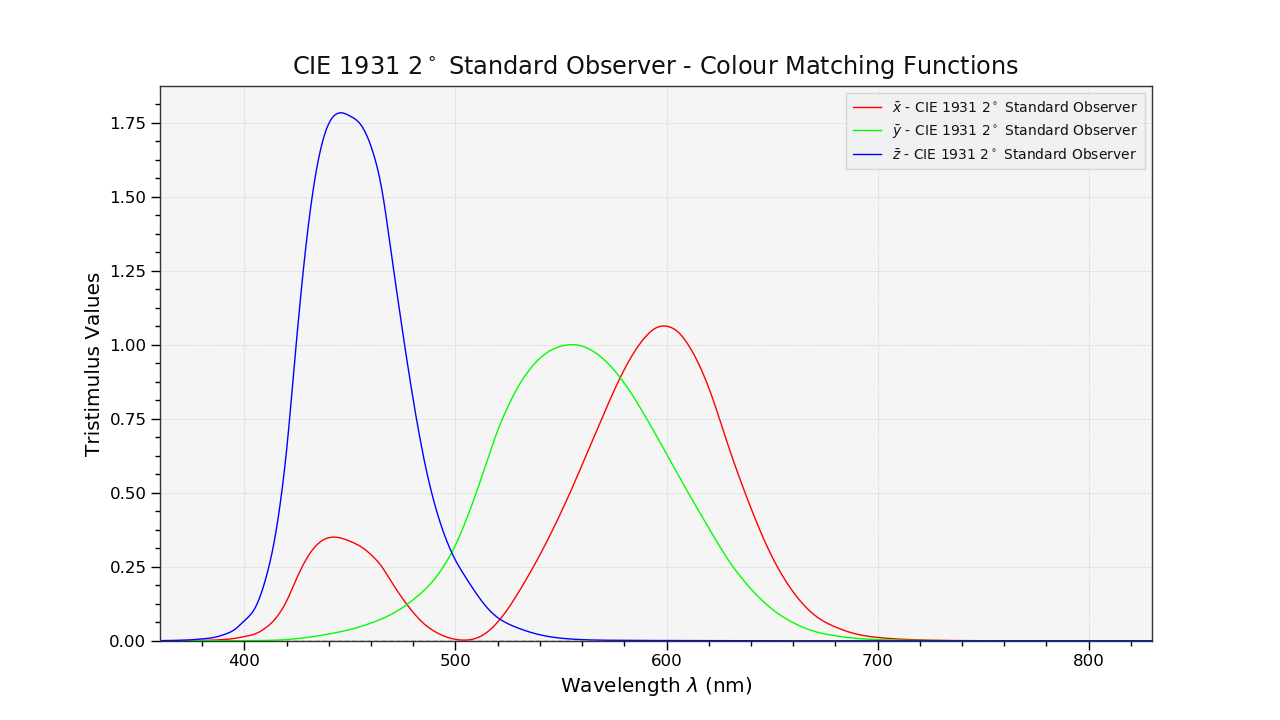 CIE 1931 2° Standard Observer - Colour Matching Functions
x̄ - CIE 1931 2° Standard Observer
ȳ - CIE 1931 2° Standard Observer
z̄ - CIE 1931 2° Standard Observer
Tristimulus Values
1.75
1.50
1.25
1.00
0.75
0.50
0.25
0.00
400 500 600 700 800
Wavelength λ (nm)